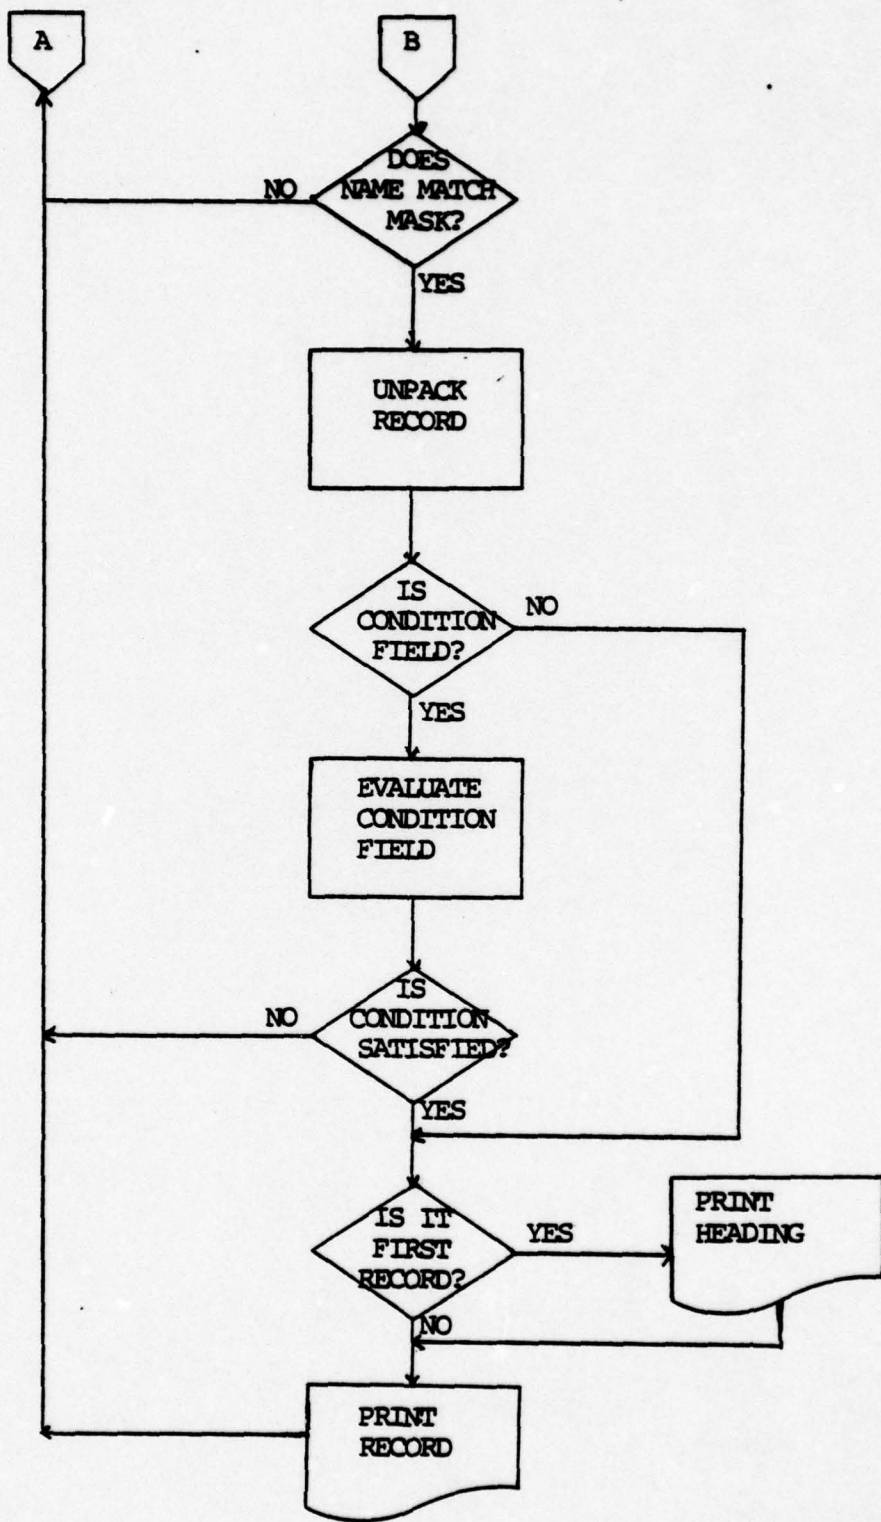 A
B
DOES
NAME MATCH
MASK?
NO
YES
UNPACK
RECORD
IS
CONDITION
FIELD?
NO
YES
EVALUATE
CONDITION
FIELD
IS
CONDITION
SATISFIED?
NO
YES
IS IT
FIRST
RECORD?
YES
PRINT
HEADING
NO
PRINT
RECORD